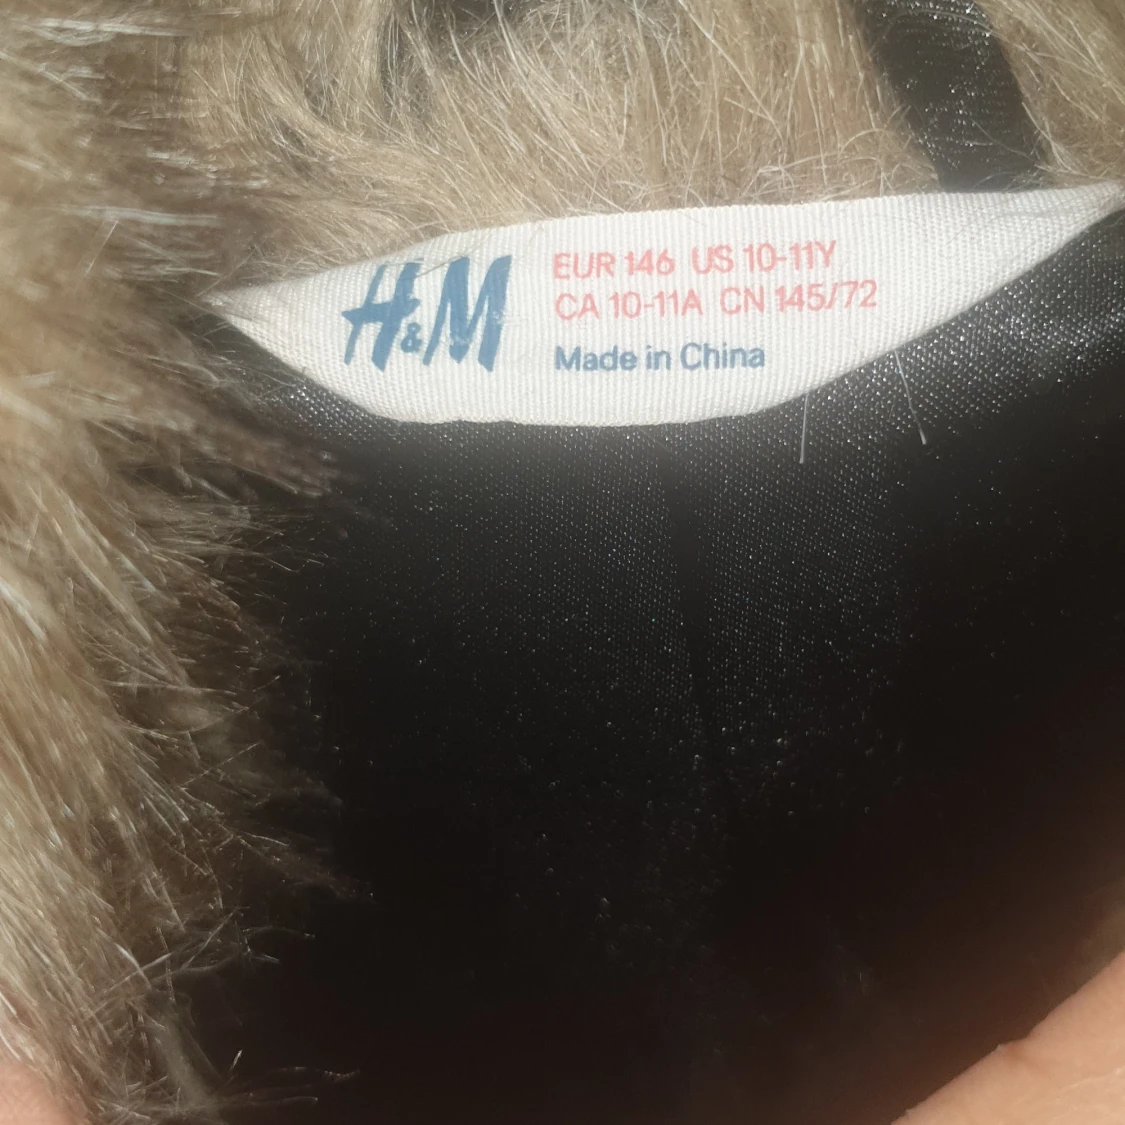 H&M
EUR 146 US 10-11Y
CA 10-11A CN 145/72
Made in China